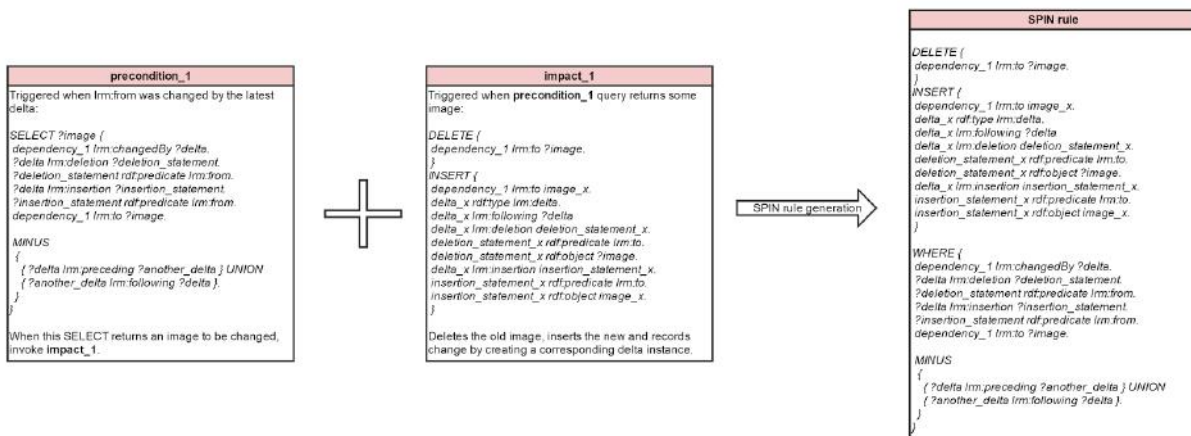 precondition_1
Triggered when lrm:from was changed by the latest
delta:
SELECT ?image {
dependency_1 lrm:changedBy ?delta.
?delta lrm:deletion ?deletion_statement.
?deletion_statement rdf:predicate lrm:from.
?delta lrm:insertion ?insertion_statement.
?insertion_statement rdf:predicate lrm:from.
dependency_1 lrm:to ?image.
MINUS
{
{ ?delta lrm:preceding ?another_delta } UNION
{ ?another_delta lrm:following ?delta }.
}
}
When this SELECT returns an image to be changed,
invoke impact_1.
impact_1
Triggered when precondition_1 query returns some
image:
DELETE {
dependency_1 lrm:to ?image.
}
INSERT {
dependency_1 lrm:to image_x.
delta_x rdf:type lrm:delta.
delta_x lrm:following ?delta
delta_x lrm:deletion deletion_statement_x.
deletion_statement_x rdf:predicate lrm:to.
deletion_statement_x rdf:object ?image.
delta_x lrm:insertion insertion_statement_x.
insertion_statement_x rdf:predicate lrm:to.
insertion_statement_x rdf:object image_x.
}
Deletes the old image, inserts the new and records
change by creating a corresponding delta instance.
SPIN rule generation
SPIN rule
DELETE {
dependency_1 lrm:to ?image.
}
INSERT {
dependency_1 lrm:to image_x.
delta_x rdf:type lrm:delta.
delta_x lrm:following ?delta
delta_x lrm:deletion deletion_statement_x.
deletion_statement_x rdf:predicate lrm:to.
deletion_statement_x rdf:object ?image.
delta_x lrm:insertion insertion_statement_x.
insertion_statement_x rdf:predicate lrm:to.
insertion_statement_x rdf:object image_x.
}
WHERE {
dependency_1 lrm:changedBy ?delta.
?delta lrm:deletion ?deletion_statement.
?deletion_statement rdf:predicate lrm:from.
?delta lrm:insertion ?insertion_statement.
?insertion_statement rdf:predicate lrm:from.
dependency_1 lrm:to ?image.
MINUS
{
{ ?delta lrm:preceding ?another_delta } UNION
{ ?another_delta lrm:following ?delta }.
}
}